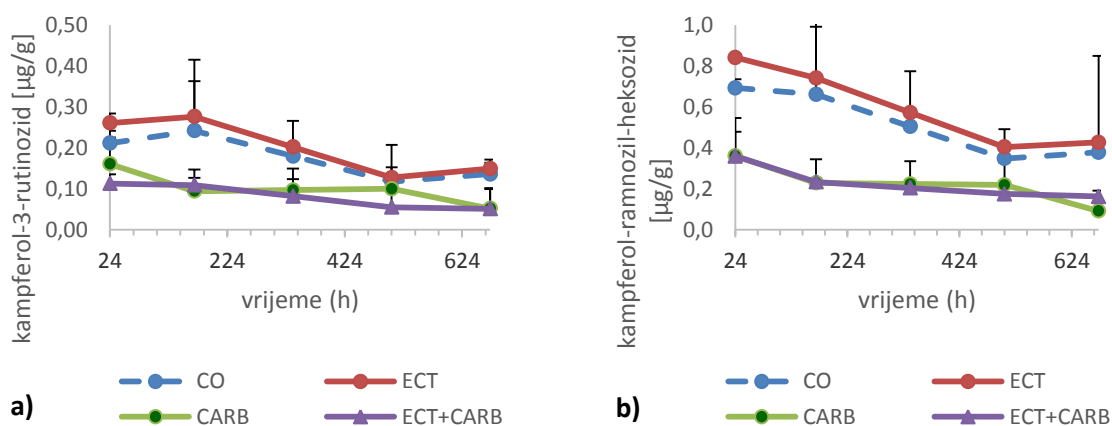 kampferol-3-rutinozid [µg/g]
0,50
0,40
0,30
0,20
0,10
0,00
24 224 424 624
vrijeme (h)
CO ECT
CARB ECT+CARB
a)
kampferol-ramnozil-heksozid
[µg/g]
1,0
0,8
0,6
0,4
0,2
0,0
24 224 424 624
vrijeme (h)
CO ECT
CARB ECT+CARB
b)